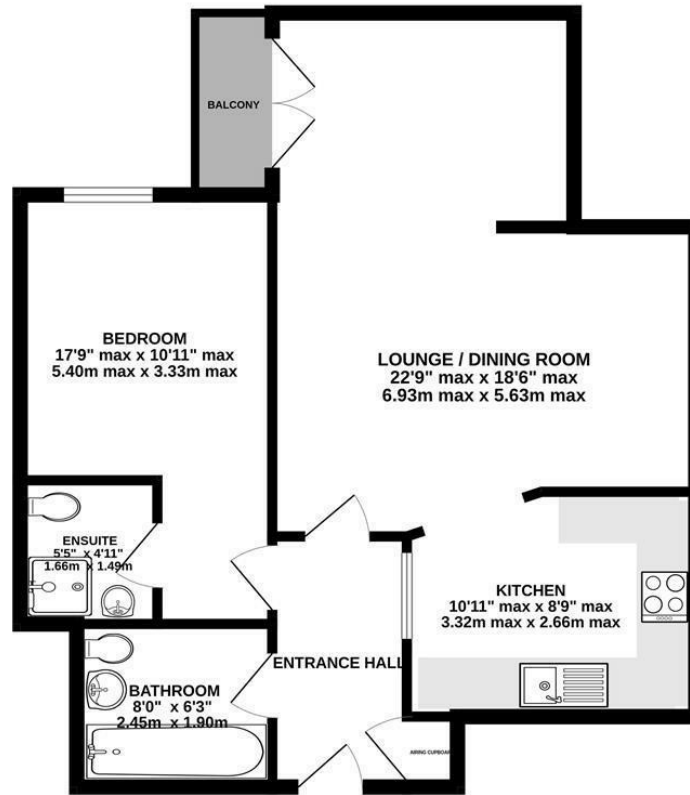 BALCONY
BEDROOM
17'9" max x 10'11" max
5.40m max x 3.33m max
LOUNGE / DINING ROOM
22'9" max x 18'6" max
6.93m max x 5.63m max
ENSUITE
5'5" x 4'11"
1.66m x 1.49m
KITCHEN
10'11" max x 8'9" max
3.32m max x 2.66m max
ENTRANCE HALL
BATHROOM
8'0" x 6'3"
2.45m x 1.90m
AIRING CUPBOARD